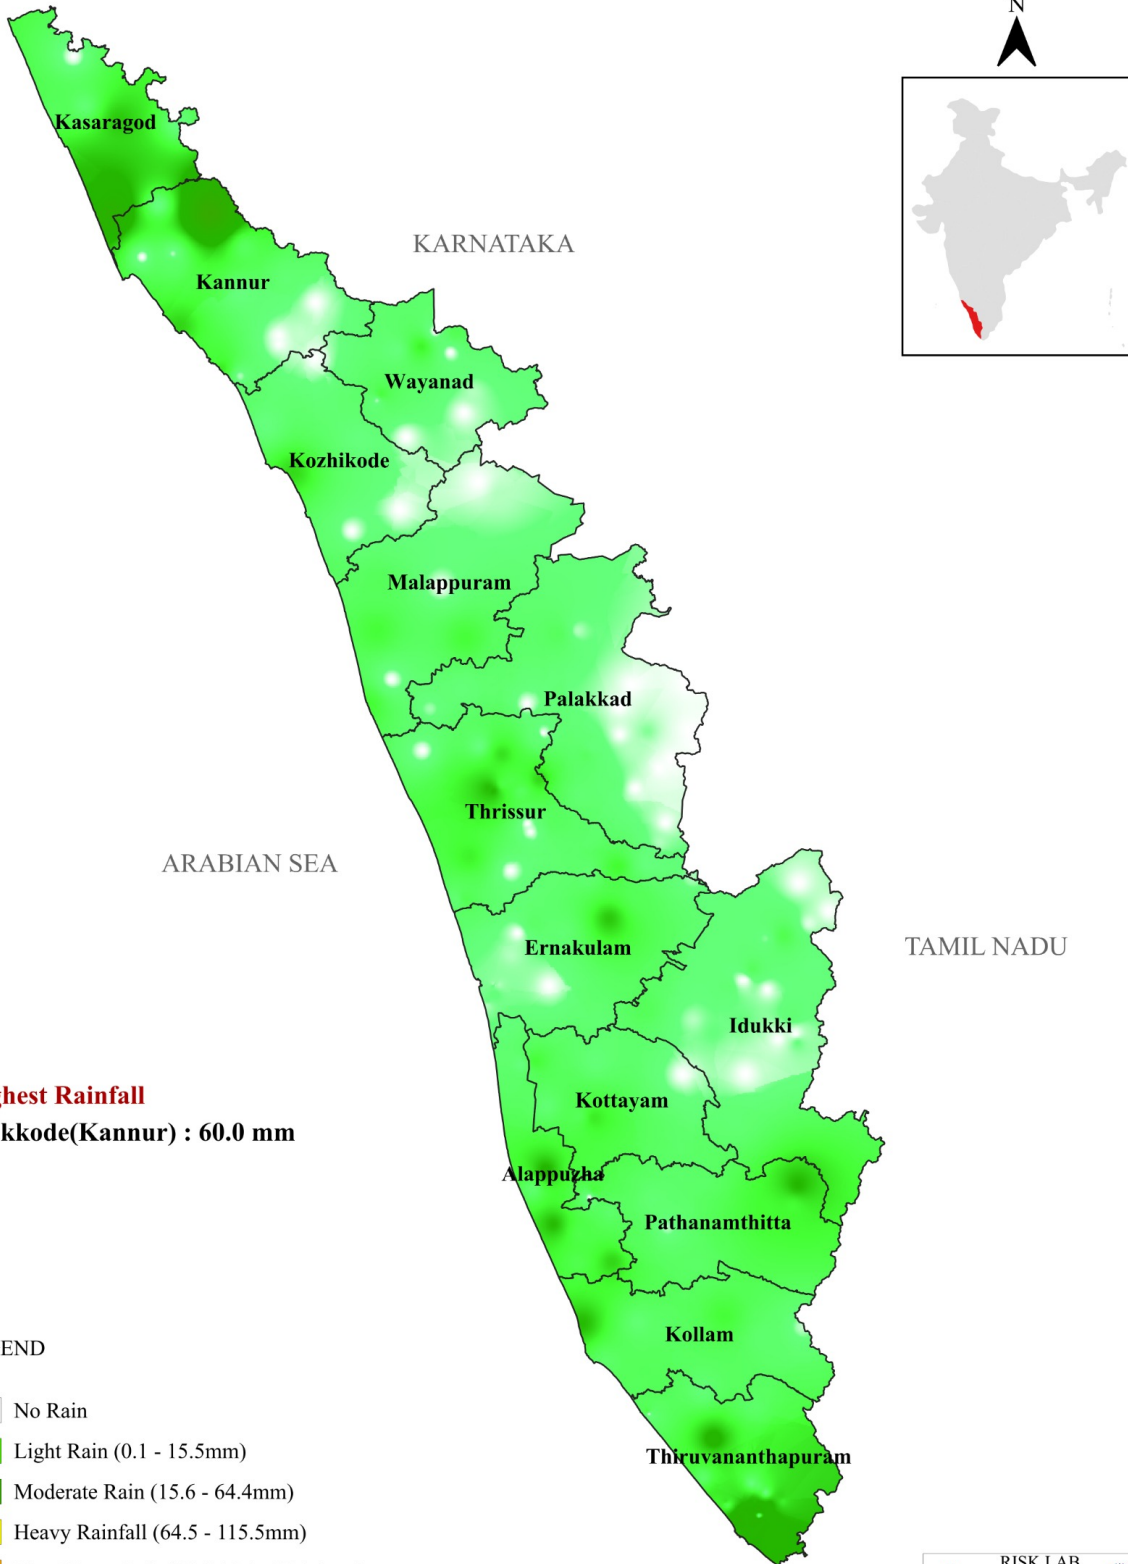 N
Kasaragod
KARNATAKA
Kannur
Wayanad
Kozhikode
Malappuram
Palakkad
Thrissur
ARABIAN SEA
Ernakulam
TAMIL NADU
Idukki
ghest Rainfall
Kottayam
kkode(Kannur) : 60.0 mm
Alappuzha
Pathanamthitta
Kollam
END
No Rain
Light Rain (0.1 - 15.5mm)
Thiruvananthapuram
Moderate Rain (15.6 - 64.4mm)
Heavy Rainfall (64.5 - 115.5mm)
RISK LAB